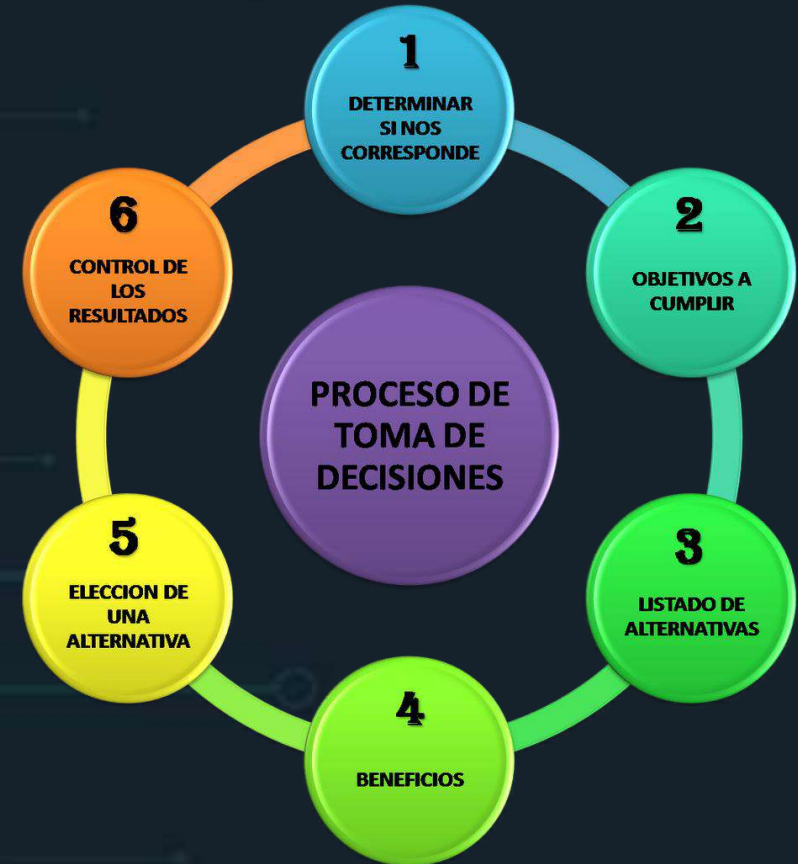 1
DETERMINAR
SI NOS
CORRESPONDE
2
OBJETIVOS A
CUMPLIR
3
LISTADO DE
ALTERNATIVAS
4
BENEFICIOS
5
ELECCION DE
UNA
ALTERNATIVA
6
CONTROL DE
LOS
RESULTADOS
PROCESO DE
TOMA DE
DECISIONES